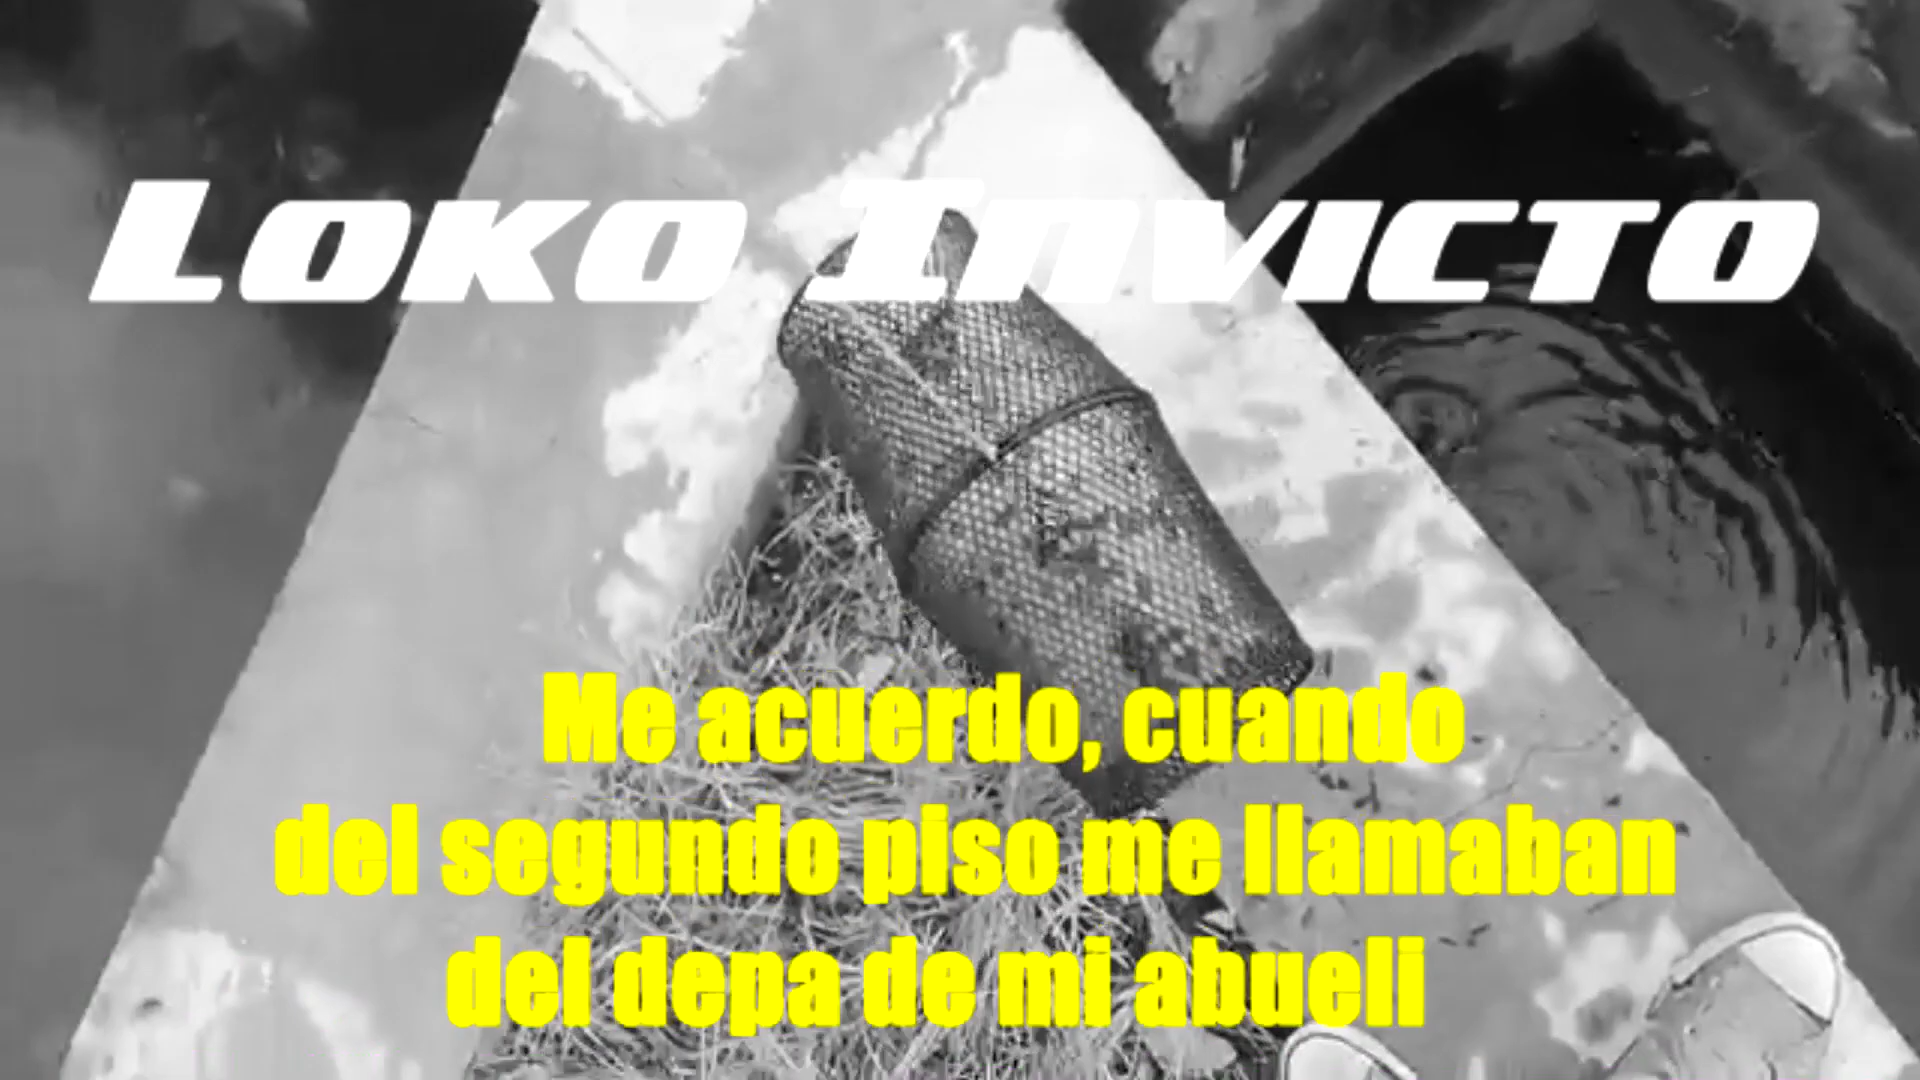 Loko Invicto
Me acuerdo, cuando
del segundo piso me llamaban
del depa de mi abueli